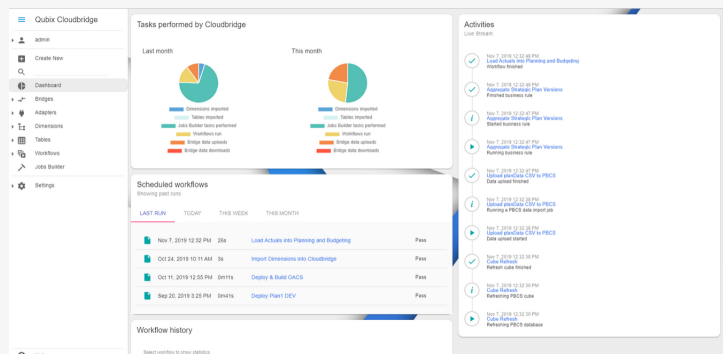 Qubix Cloudbridge
admin
Create New
Dashboard
Bridges
Adapters
Dimensions
Tables
Workflows
Jobs Builder
Settings
Tasks performed by Cloudbridge
Last month
Dimensions imported
Tables imported
Jobs Builder tasks performed
Workflows run
Bridge data uploads
Bridge data downloads
This month
Dimensions imported
Tables imported
Jobs Builder tasks performed
Workflows run
Bridge data uploads
Bridge data downloads
Scheduled workflows
Showing past runs
LAST RUN TODAY THIS WEEK THIS MONTH
Nov 7, 2019 12:32 PM 26s Load Actuals into Planning and Budgeting Pass
Oct 24, 2019 10:11 AM 3s Import Dimensions into Cloudbridge Pass
Oct 11, 2019 12:55 PM 0m11s Deploy & Build OACS Pass
Sep 20, 2019 3:25 PM 0m41s Deploy Plan1 DEV Pass
Workflow history
Select workflow to show statistics
Activities
Live Stream
Nov 7, 2019 12:32:48 PM
Load Actuals into Planning and Budgeting
Workflow finished
Nov 7, 2019 12:32:48 PM
Aggregate Strategic Plan Versions
Finished business rule
Nov 7, 2019 12:32:47 PM
Aggregate Strategic Plan Versions
Started business rule
Nov 7, 2019 12:32:47 PM
Aggregate Strategic Plan Versions
Running business rule
Nov 7, 2019 12:32:47 PM
Upload planData CSV to PBCS
Data upload finished
Nov 7, 2019 12:32:38 PM
Upload planData CSV to PBCS
Running a PBCS data import job
Nov 7, 2019 12:32:36 PM
Upload planData CSV to PBCS
Data upload started
Nov 7, 2019 12:32:30 PM
Cube Refresh
Refresh cube finished
Nov 7, 2019 12:32:30 PM
Cube Refresh
Refreshing PBCS cube
Nov 7, 2019 12:32:20 PM
Cube Refresh
Refreshing PBCS database